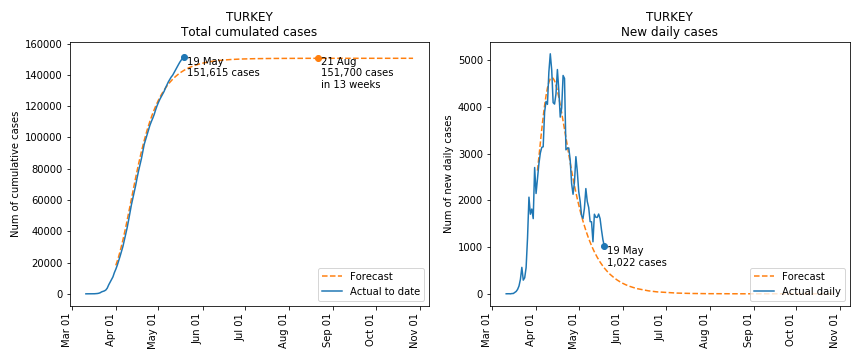 TURKEY
Total cumulated cases
Num of cumulative cases
160000
140000
120000
100000
80000
60000
40000
20000
0
19 May
151,615 cases
21 Aug
151,700 cases
in 13 weeks
Forecast
Actual to date
Mar 01
Apr 01
May 01
Jun 01
Jul 01
Aug 01
Sep 01
Oct 01
Nov 01
TURKEY
New daily cases
Num of new daily cases
5000
4000
3000
2000
1000
0
19 May
1,022 cases
Forecast
Actual daily
Mar 01
Apr 01
May 01
Jun 01
Jul 01
Aug 01
Sep 01
Oct 01
Nov 01